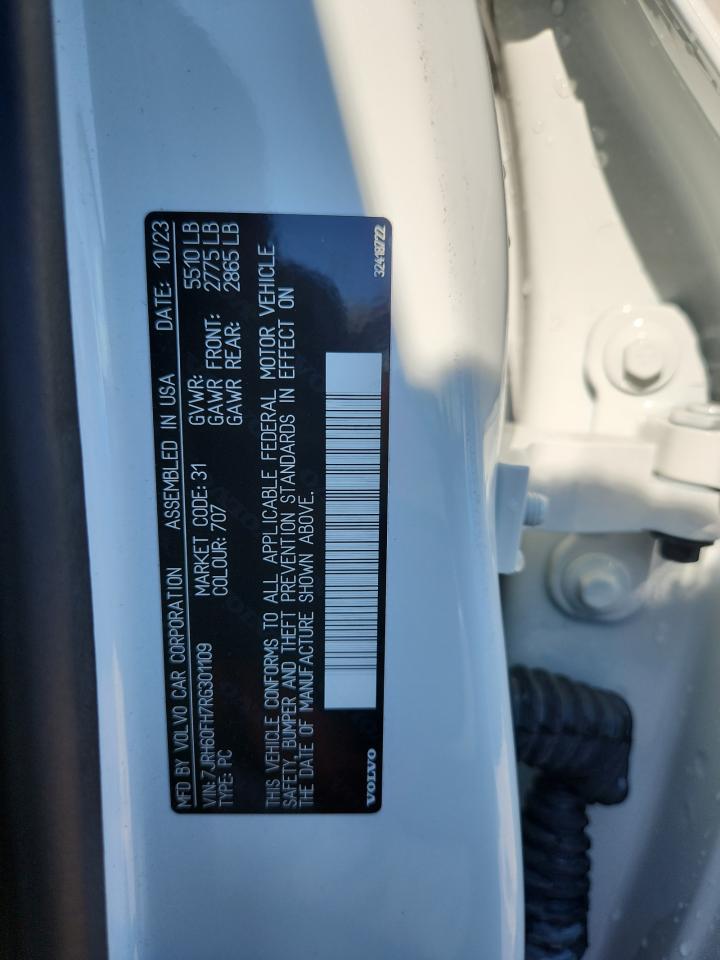 MFD BY VOLVO CAR CORPORATION ASSEMBLED IN USA DATE: 10/23
VIN: 7JRH60FH7RG301109 MARKET CODE: 31 GVWR: 5510 LB
TYPE: PC COLOUR: 707 GAWR FRONT: 2775 LB
GAWR REAR: 2865 LB
THIS VEHICLE CONFORMS TO ALL APPLICABLE FEDERAL MOTOR VEHICLE
SAFETY, BUMPER AND THEFT PREVENTION STANDARDS IN EFFECT ON
THE DATE OF MANUFACTURE SHOWN ABOVE.
VOLVO 32418722